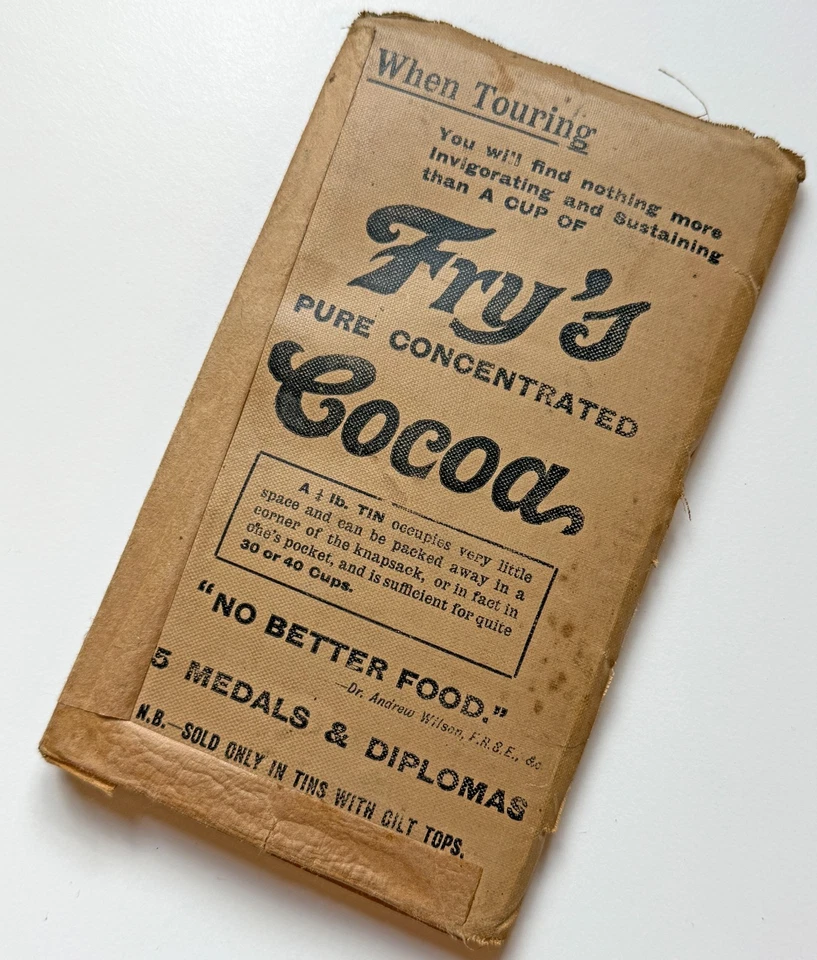 When Touring
You will find nothing more
Invigorating and Sustaining
than A CUP OF
Fry's
PURE CONCENTRATED
Cocoa
A ¼ lb. TIN occupies very little
space and can be packed away in a
corner of the knapsack, or in fact in
one's pocket, and is sufficient for quite
30 or 40 Cups.
"NO BETTER FOOD."
—Dr. Andrew Wilson, F.R.S.E., &c.
5 MEDALS & DIPLOMAS
N.B.—SOLD ONLY IN TINS WITH GILT TOPS.